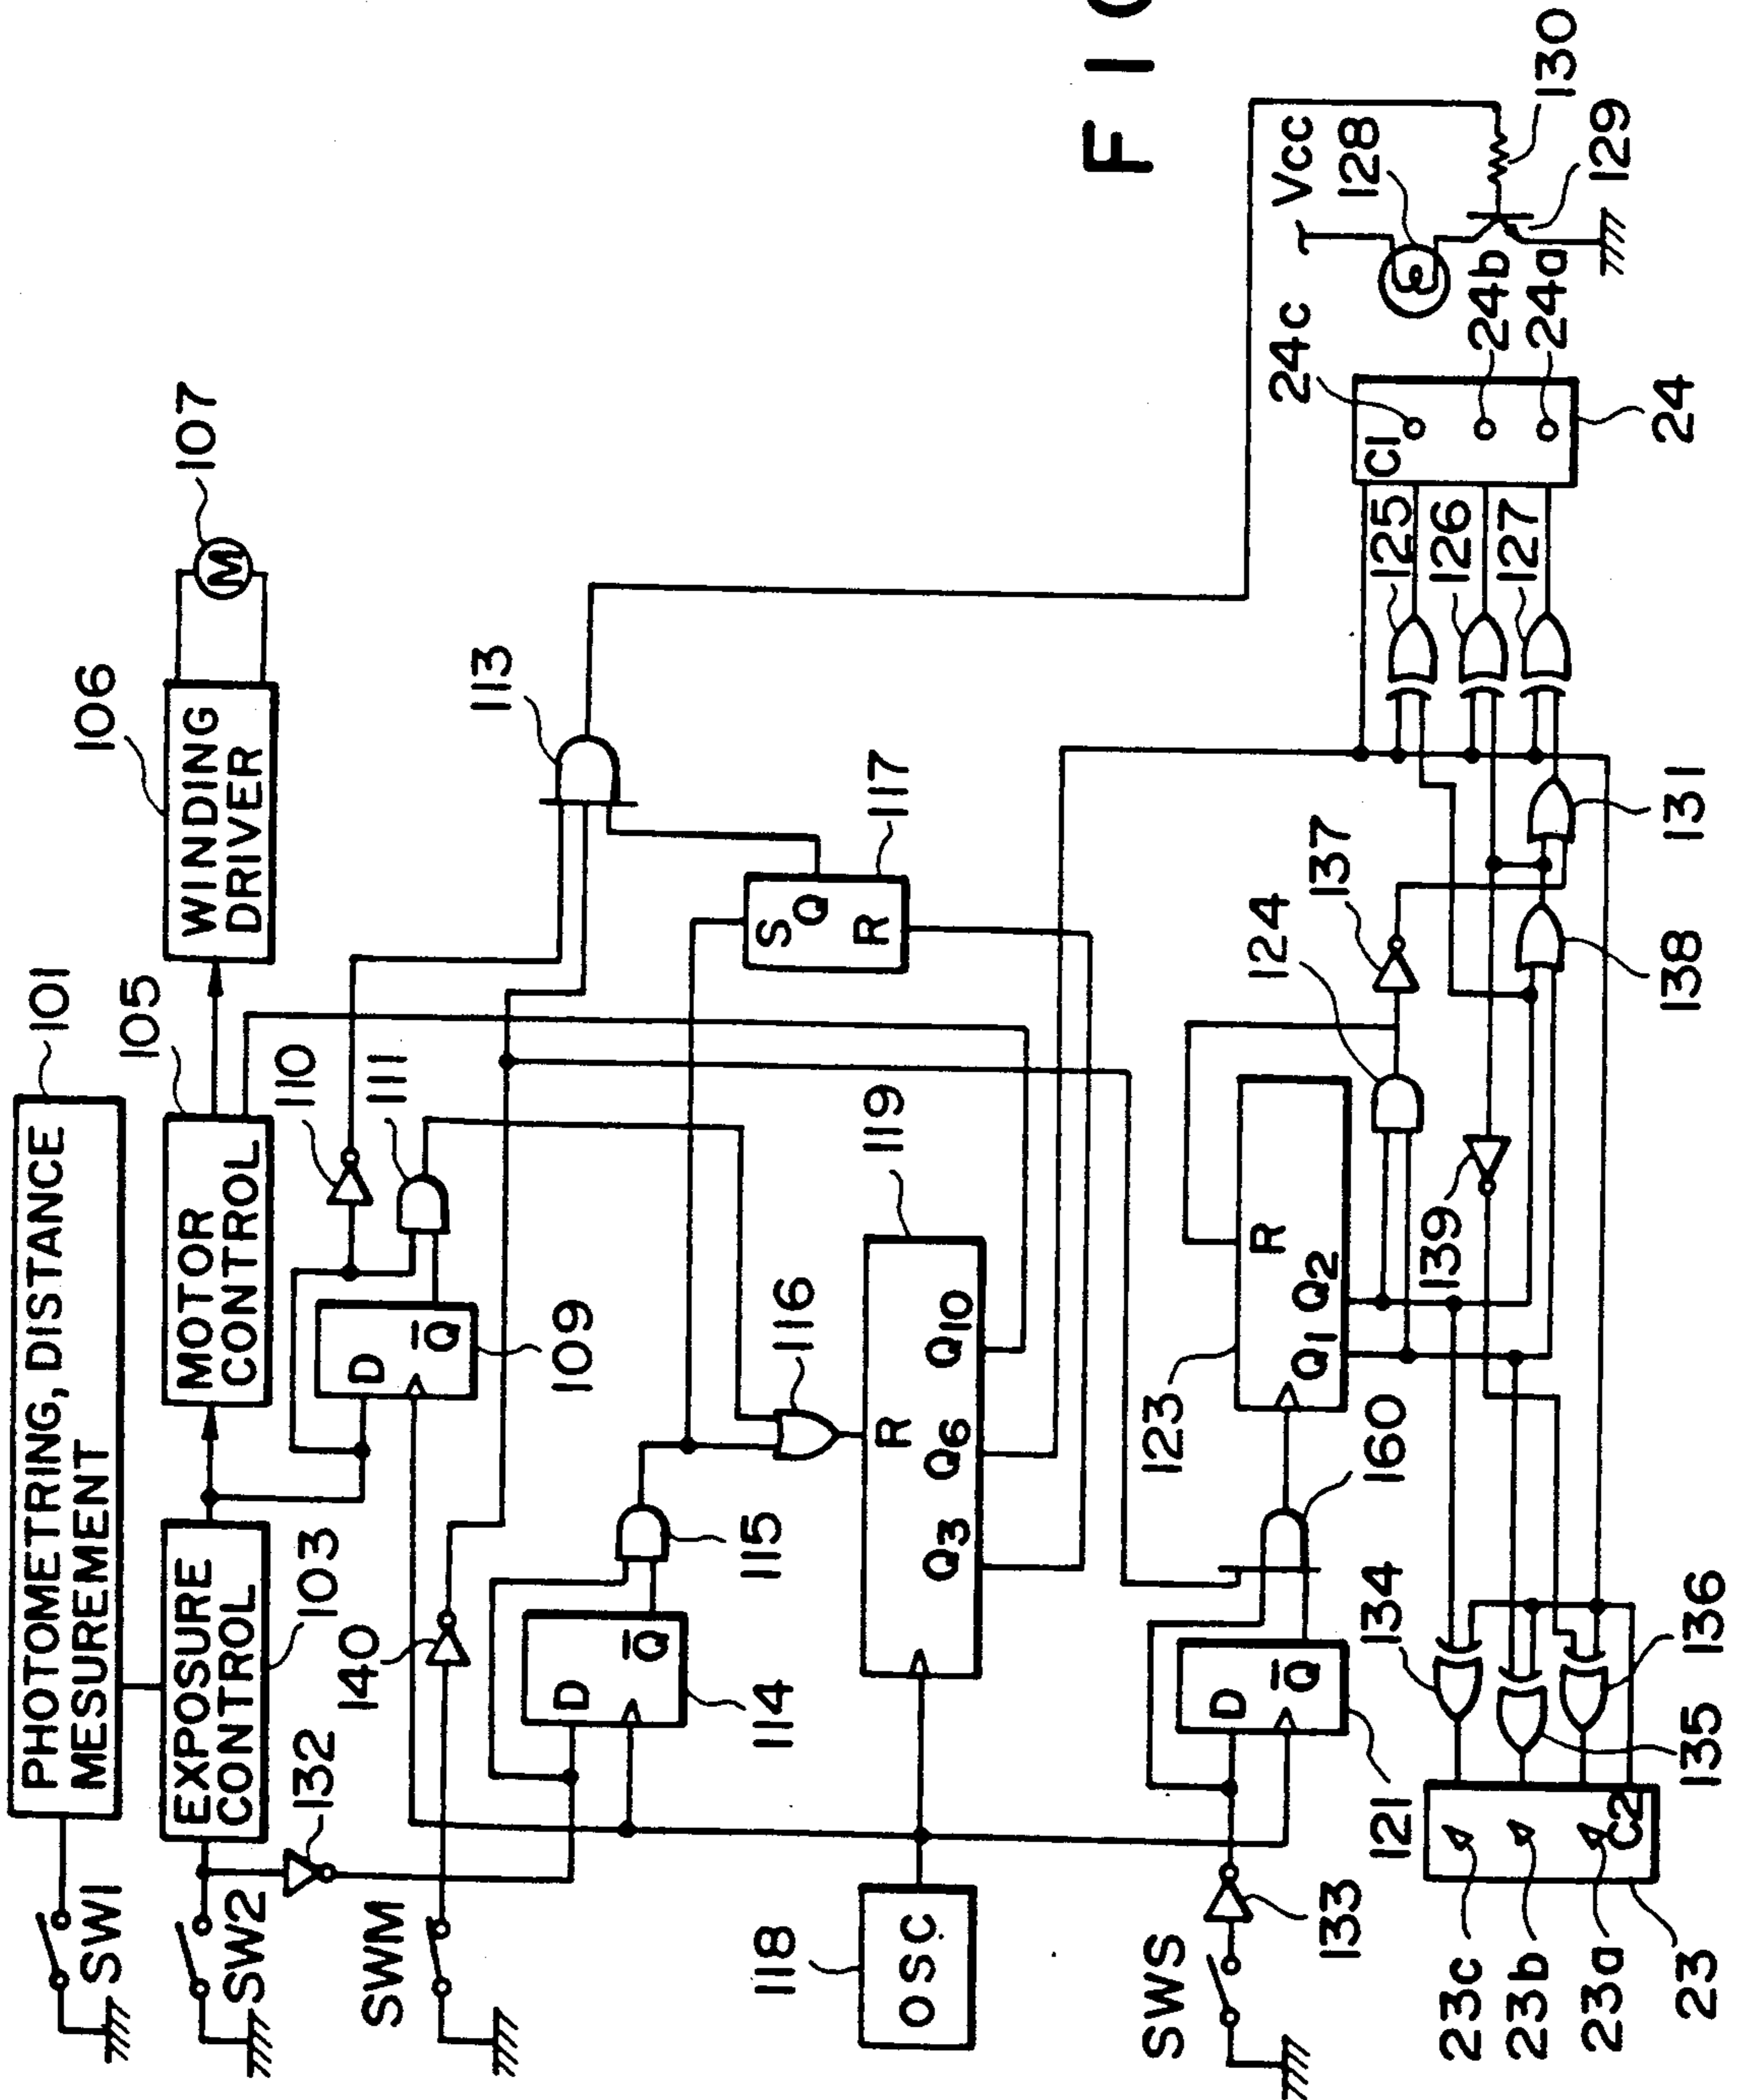 PHOTOMETRING, DISTANCE
MESUREMENT
101
SW1
EXPOSURE
CONTROL
103
MOTOR
CONTROL
105
WINDING
DRIVER
106
M
107
SW2
132
D
Q
109
110
111
SWM
140
113
D
Q
114
115
116
S
Q
R
117
OSC
118
R
Q3
Q6
Q10
119
SWS
133
D
Q
121
160
R
Q1
Q2
123
124
137
139
138
131
125
126
127
C1
24c
24b
24a
24
Vcc
128
129
130
134
135
136
C2
23c
23b
23a
23
F I